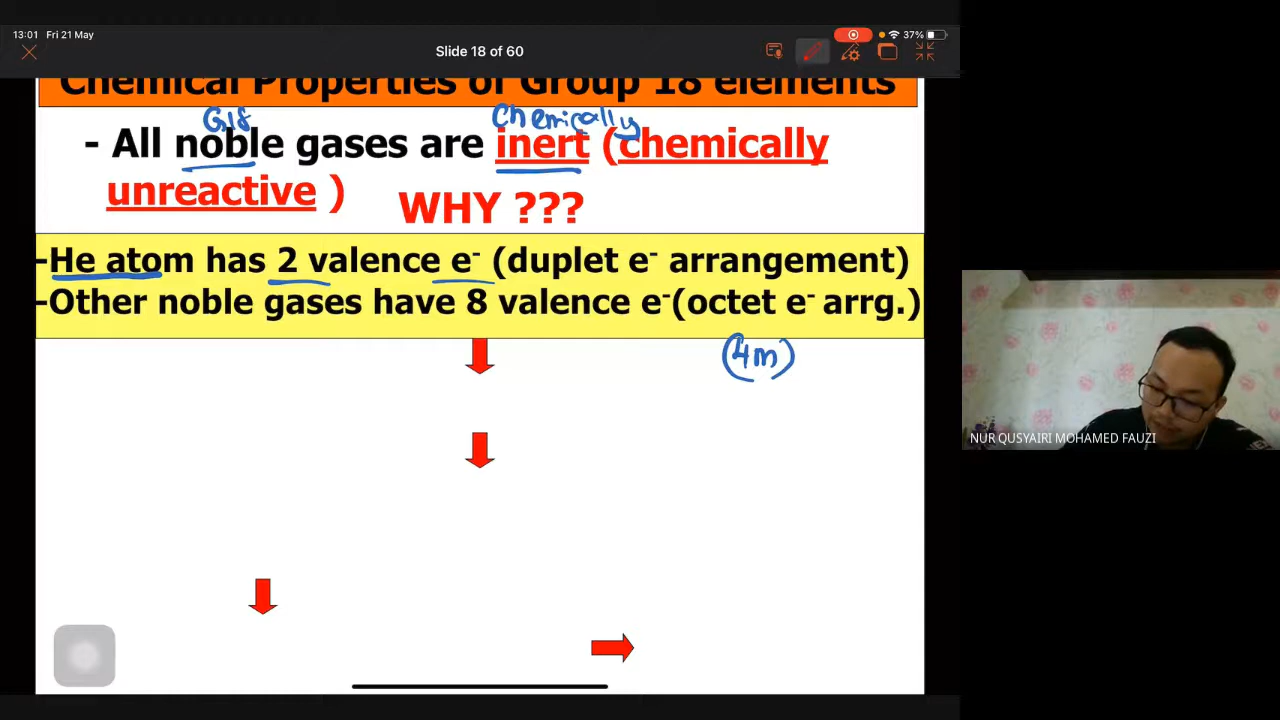 13:01 Fri 21 May
37%
Slide 18 of 60
Chemical Properties of Group 18 elements
G18
Chemically
- All noble gases are inert (chemically
unreactive )
WHY ???
-He atom has 2 valence e⁻ (duplet e⁻ arrangement)
-Other noble gases have 8 valence e⁻(octet e⁻ arrg.)
(4m)
NUR QUSYAIRI MOHAMED FAUZI